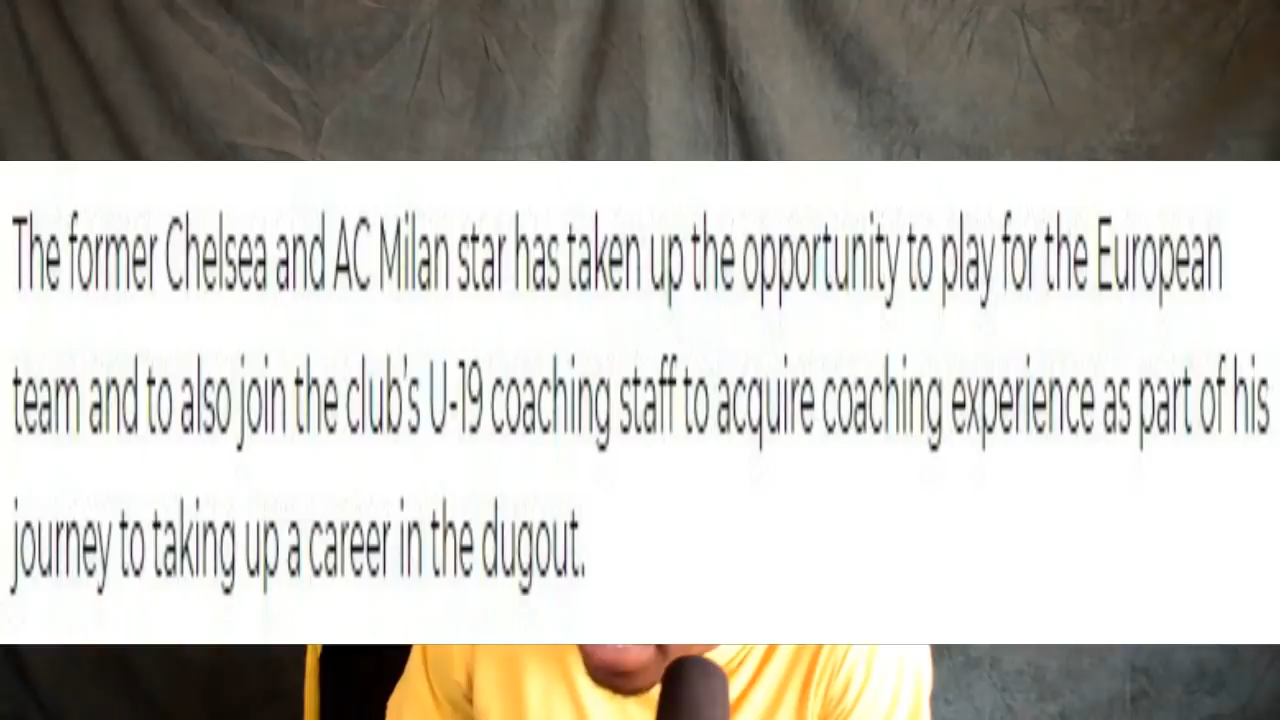 The former Chelsea and AC Milan star has taken up the opportunity to play for the European
team and to also join the club's U-19 coaching staff to acquire coaching experience as part of his
journey to taking up a career in the dugout.